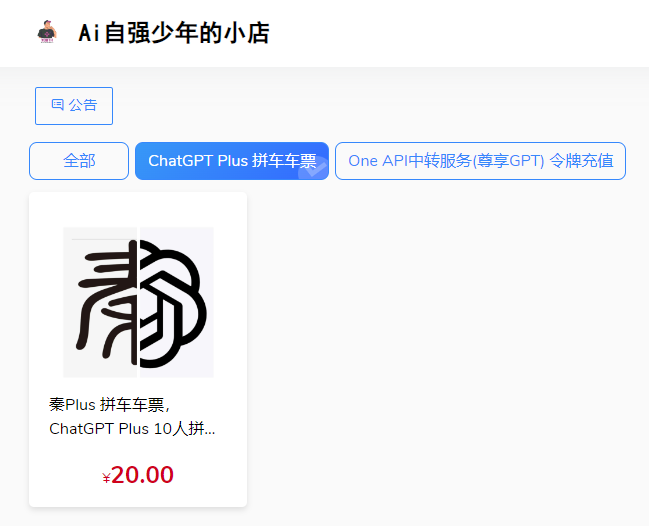 Ai自强少年的小店
公告
全部
ChatGPT Plus 拼车车票
One API中转服务(尊享GPT) 令牌充值
秦Plus 拼车车票，
ChatGPT Plus 10人拼...
¥20.00